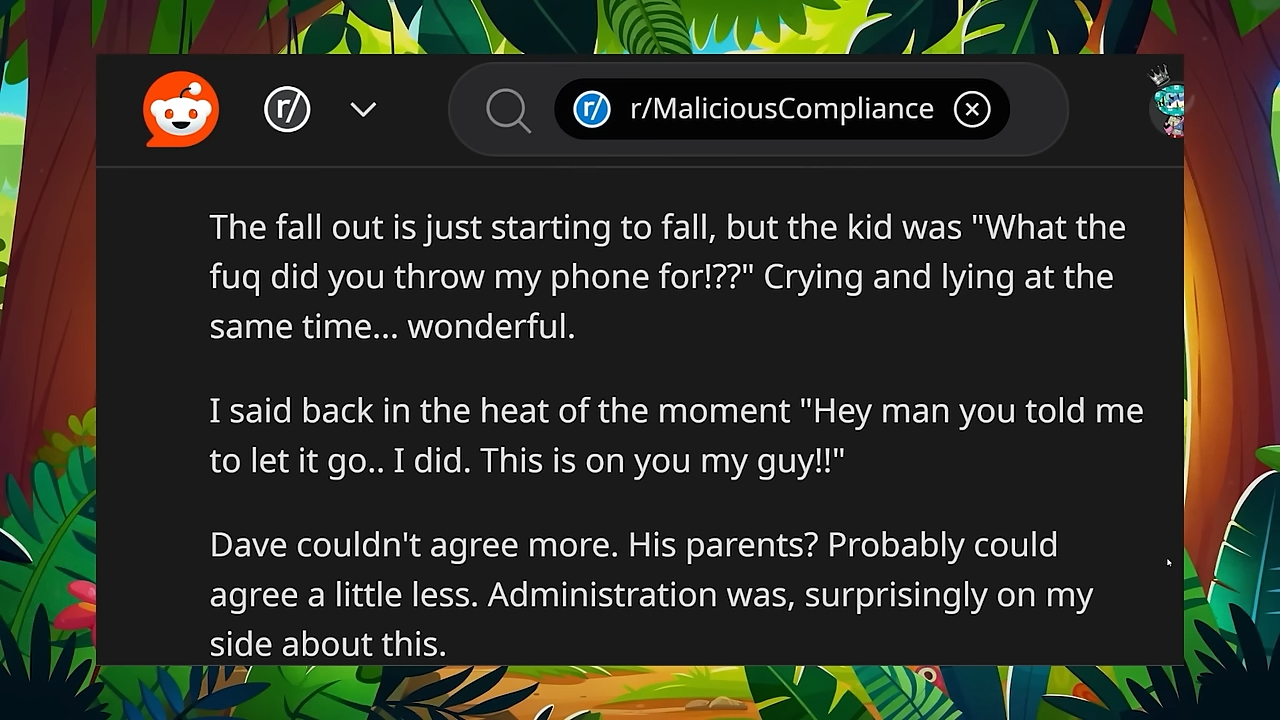 r/
r/
r/MaliciousCompliance
The fall out is just starting to fall, but the kid was "What the
fuq did you throw my phone for!??" Crying and lying at the
same time... wonderful.
I said back in the heat of the moment "Hey man you told me
to let it go.. I did. This is on you my guy!!"
Dave couldn't agree more. His parents? Probably could
agree a little less. Administration was, surprisingly on my
side about this.